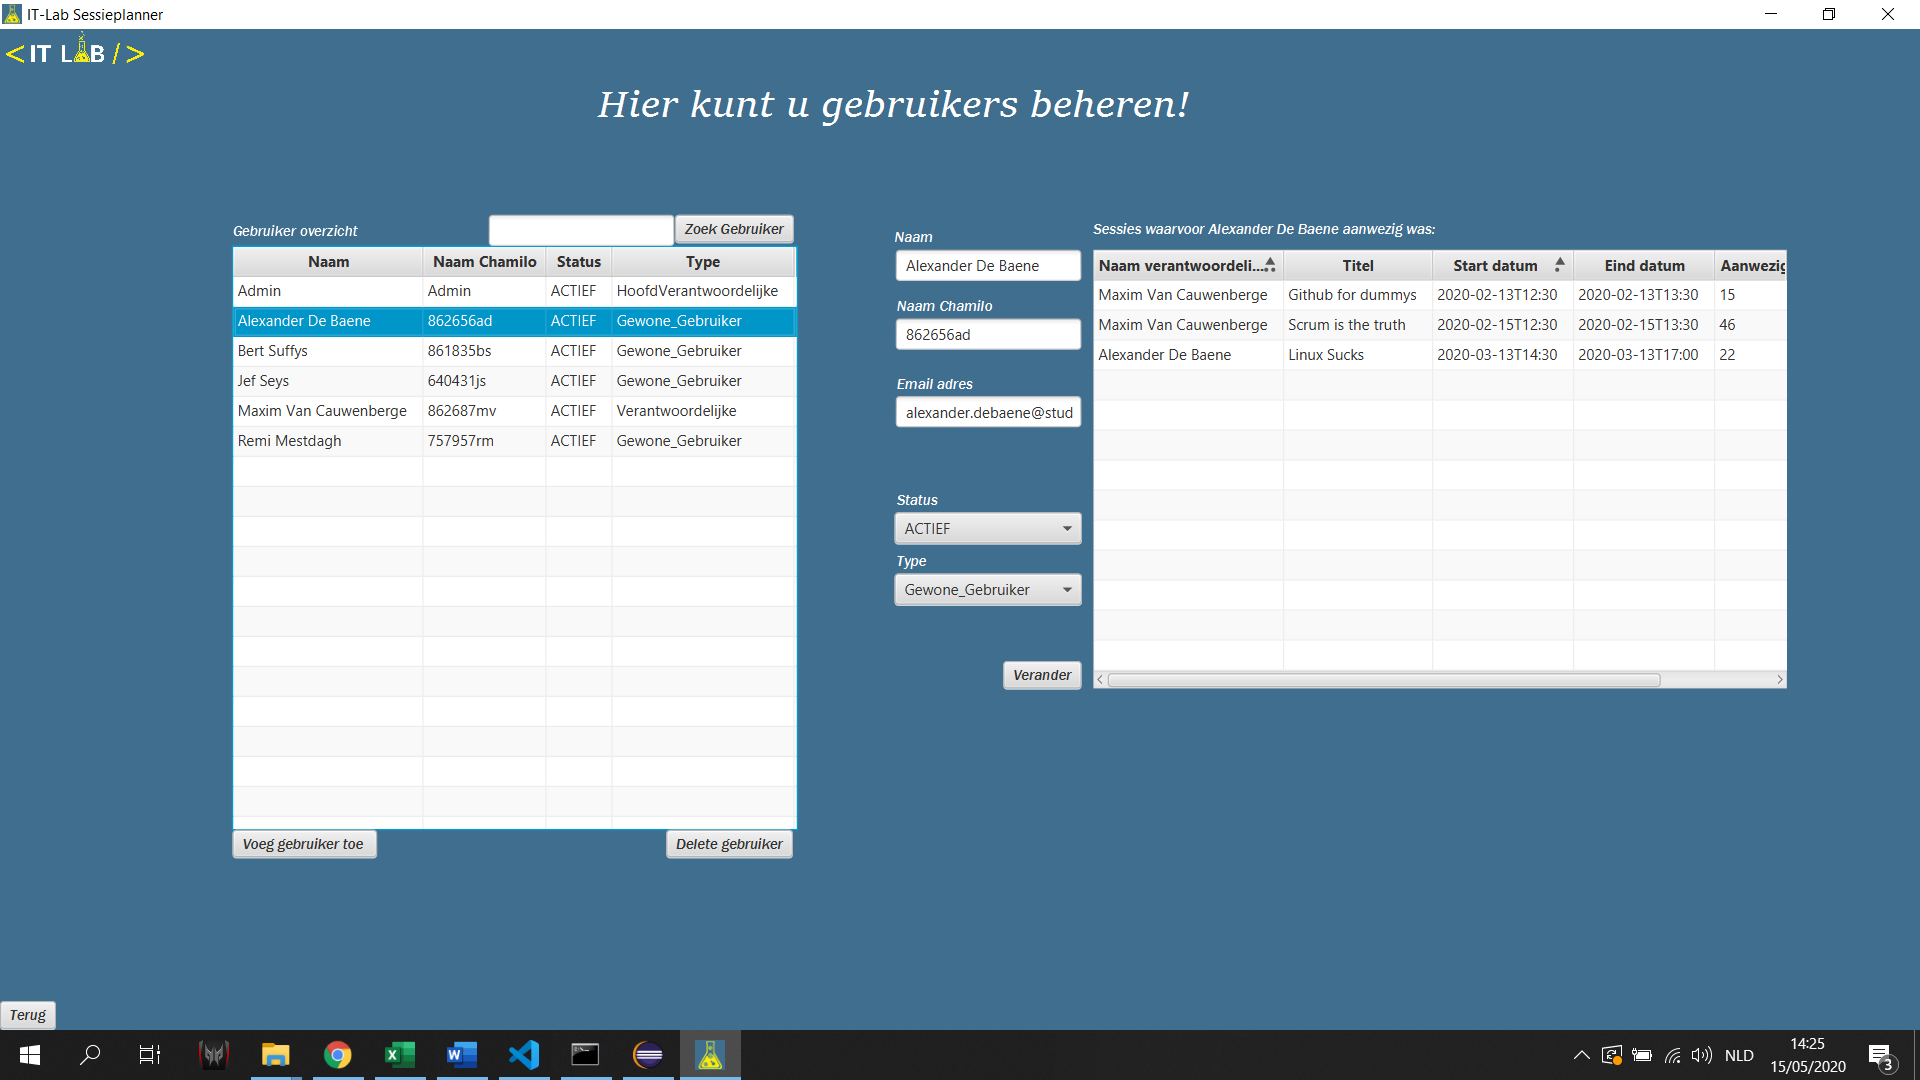 IT-Lab Sessieplanner
<IT LAB/>
Hier kunt u gebruikers beheren!
Gebruiker overzicht
Zoek Gebruiker
Naam Naam Chamilo Status Type
Admin Admin ACTIEF HoofdVerantwoordelijke
Alexander De Baene 862656ad ACTIEF Gewone_Gebruiker
Bert Suffys 861835bs ACTIEF Gewone_Gebruiker
Jef Seys 640431js ACTIEF Gewone_Gebruiker
Maxim Van Cauwenberge 862687mv ACTIEF Verantwoordelijke
Remi Mestdagh 757957rm ACTIEF Gewone_Gebruiker
Voeg gebruiker toe
Delete gebruiker
Naam
Alexander De Baene
Naam Chamilo
862656ad
Email adres
alexander.debaene@stud
Status
ACTIEF
Type
Gewone_Gebruiker
Verander
Sessies waarvoor Alexander De Baene aanwezig was:
Naam verantwoordeli... Titel Start datum Eind datum Aanwezig
Maxim Van Cauwenberge Github for dummys 2020-02-13T12:30 2020-02-13T13:30 15
Maxim Van Cauwenberge Scrum is the truth 2020-02-15T12:30 2020-02-15T13:30 46
Alexander De Baene Linux Sucks 2020-03-13T14:30 2020-03-13T17:00 22
Terug
NLD
14:25
15/05/2020
3